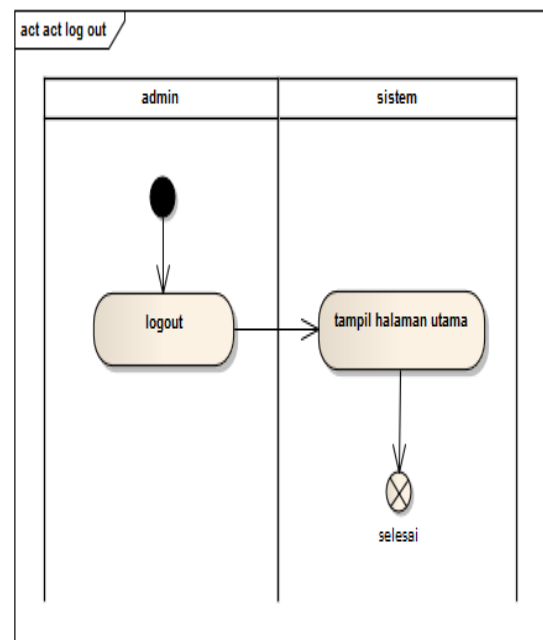 act act log out
admin
sistem
logout
tampil halaman utama
selesai